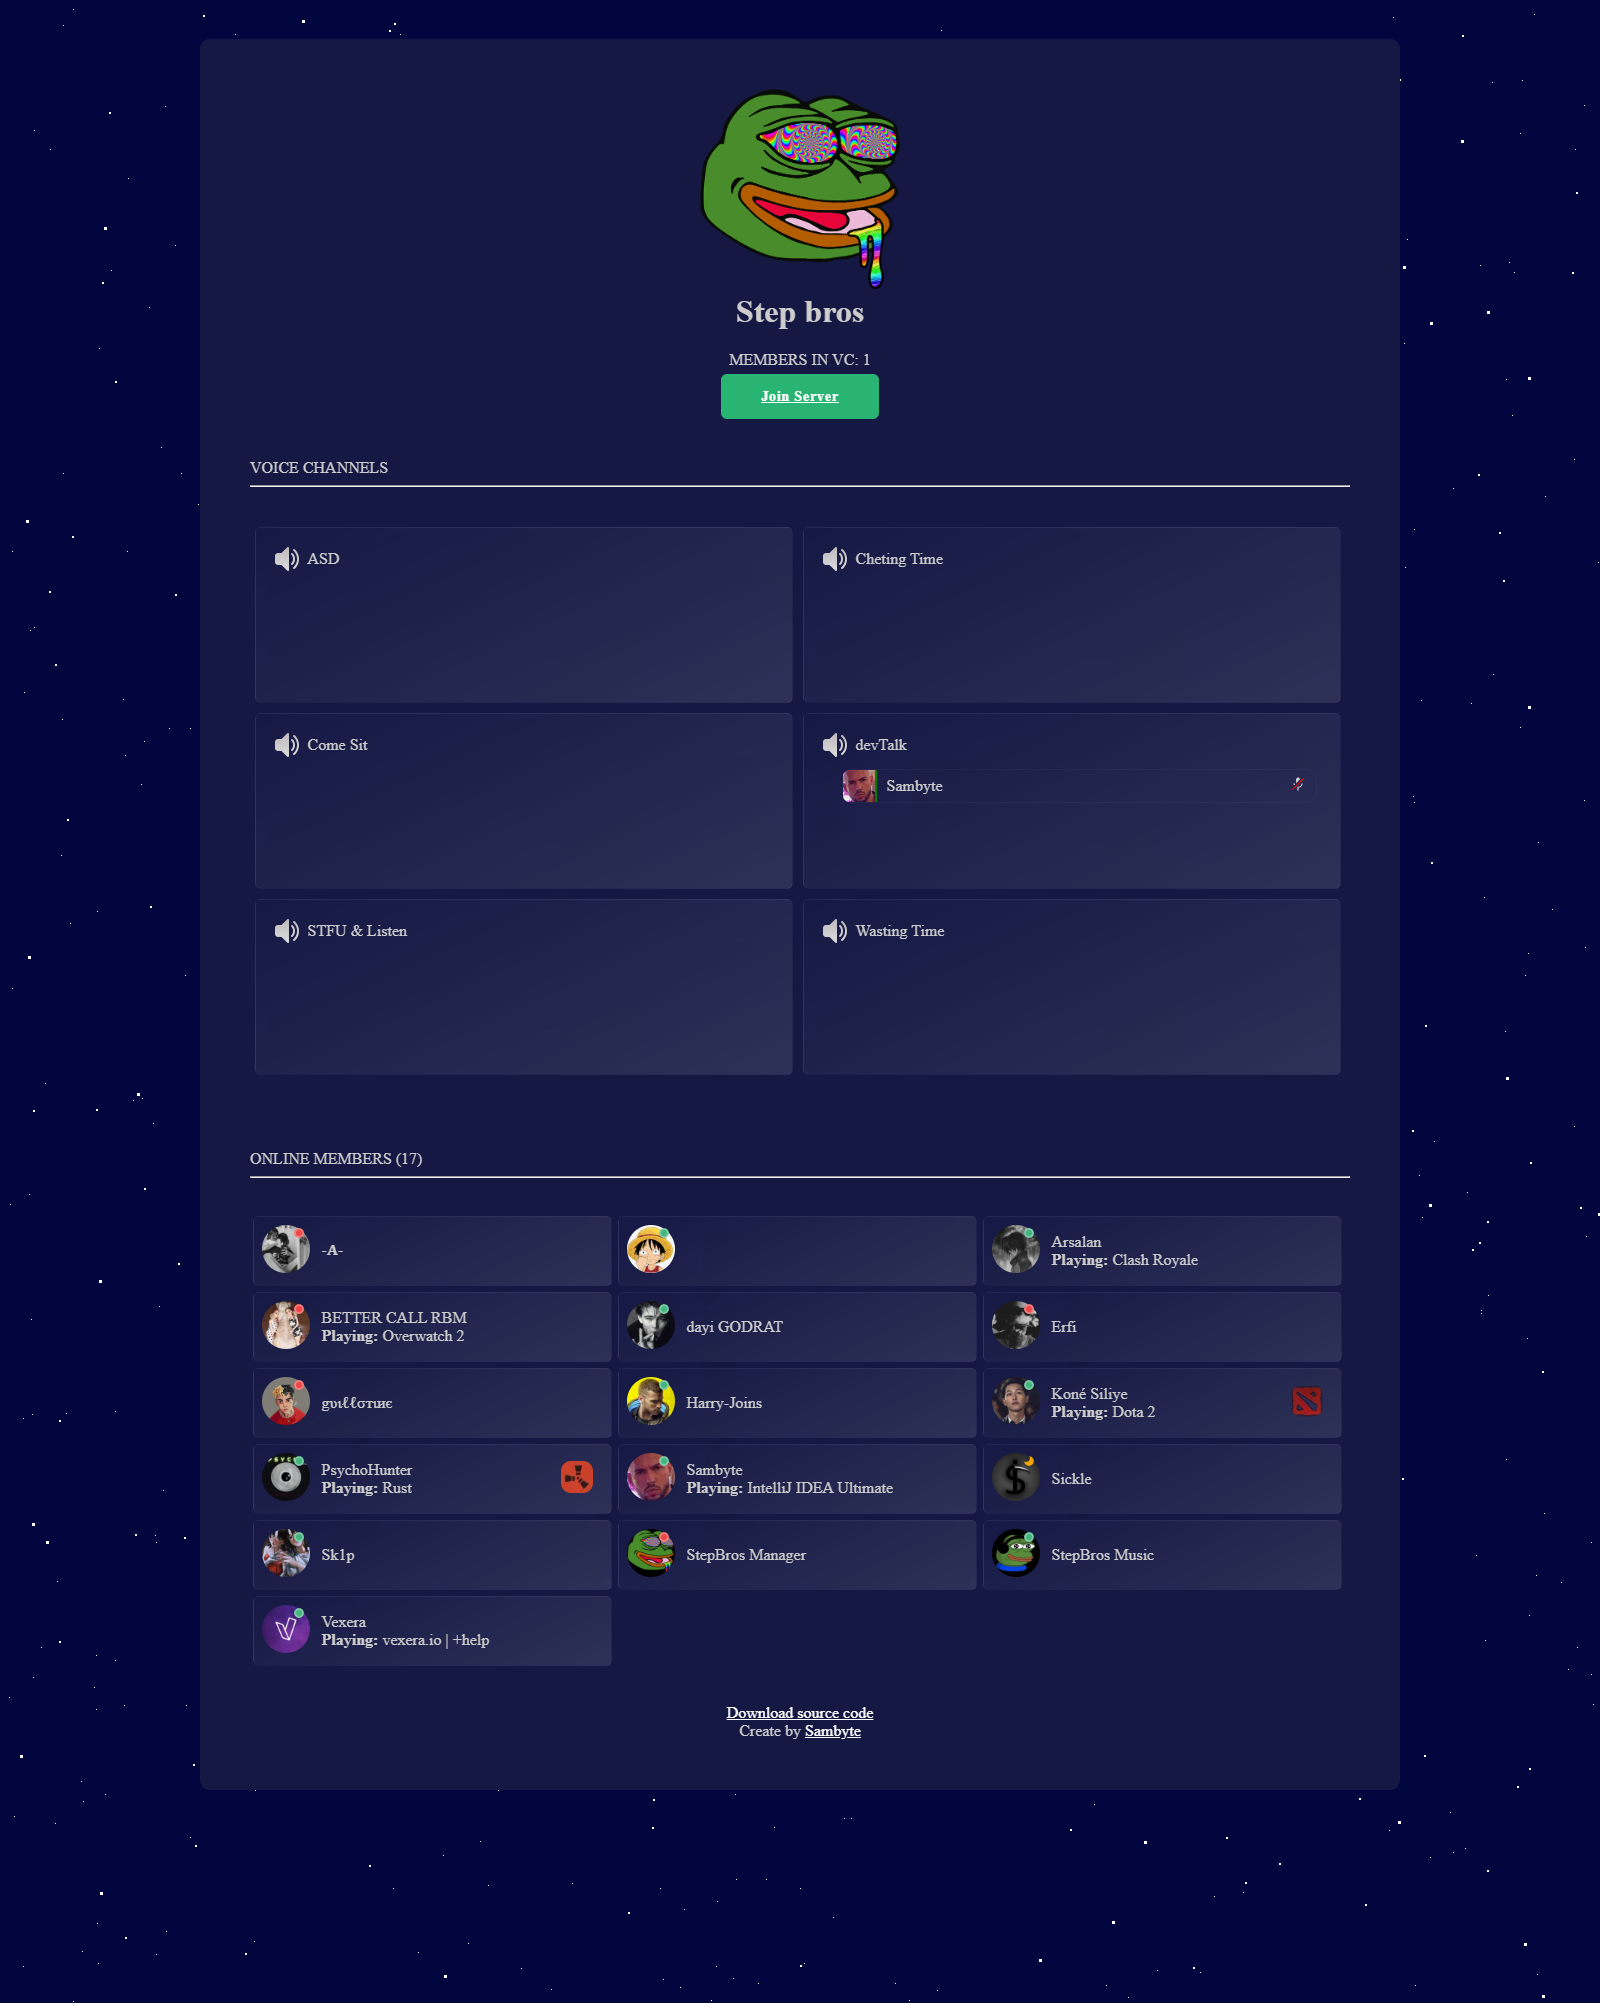 Step bros
MEMBERS IN VC: 1
Join Server
VOICE CHANNELS
ASD
Cheting Time
Come Sit
devTalk
Sambyte
STFU & Listen
Wasting Time
ONLINE MEMBERS (17)
-A-
Arsalan
Playing: Clash Royale
BETTER CALL RBM
Playing: Overwatch 2
dayi GODRAT
Erfi
gυιℓℓσтιиє
Harry-Joins
Koné Siliye
Playing: Dota 2
PsychoHunter
Playing: Rust
Sambyte
Playing: IntelliJ IDEA Ultimate
Sickle
Sk1p
StepBros Manager
StepBros Music
Vexera
Playing: vexera.io | +help
Download source code
Create by Sambyte